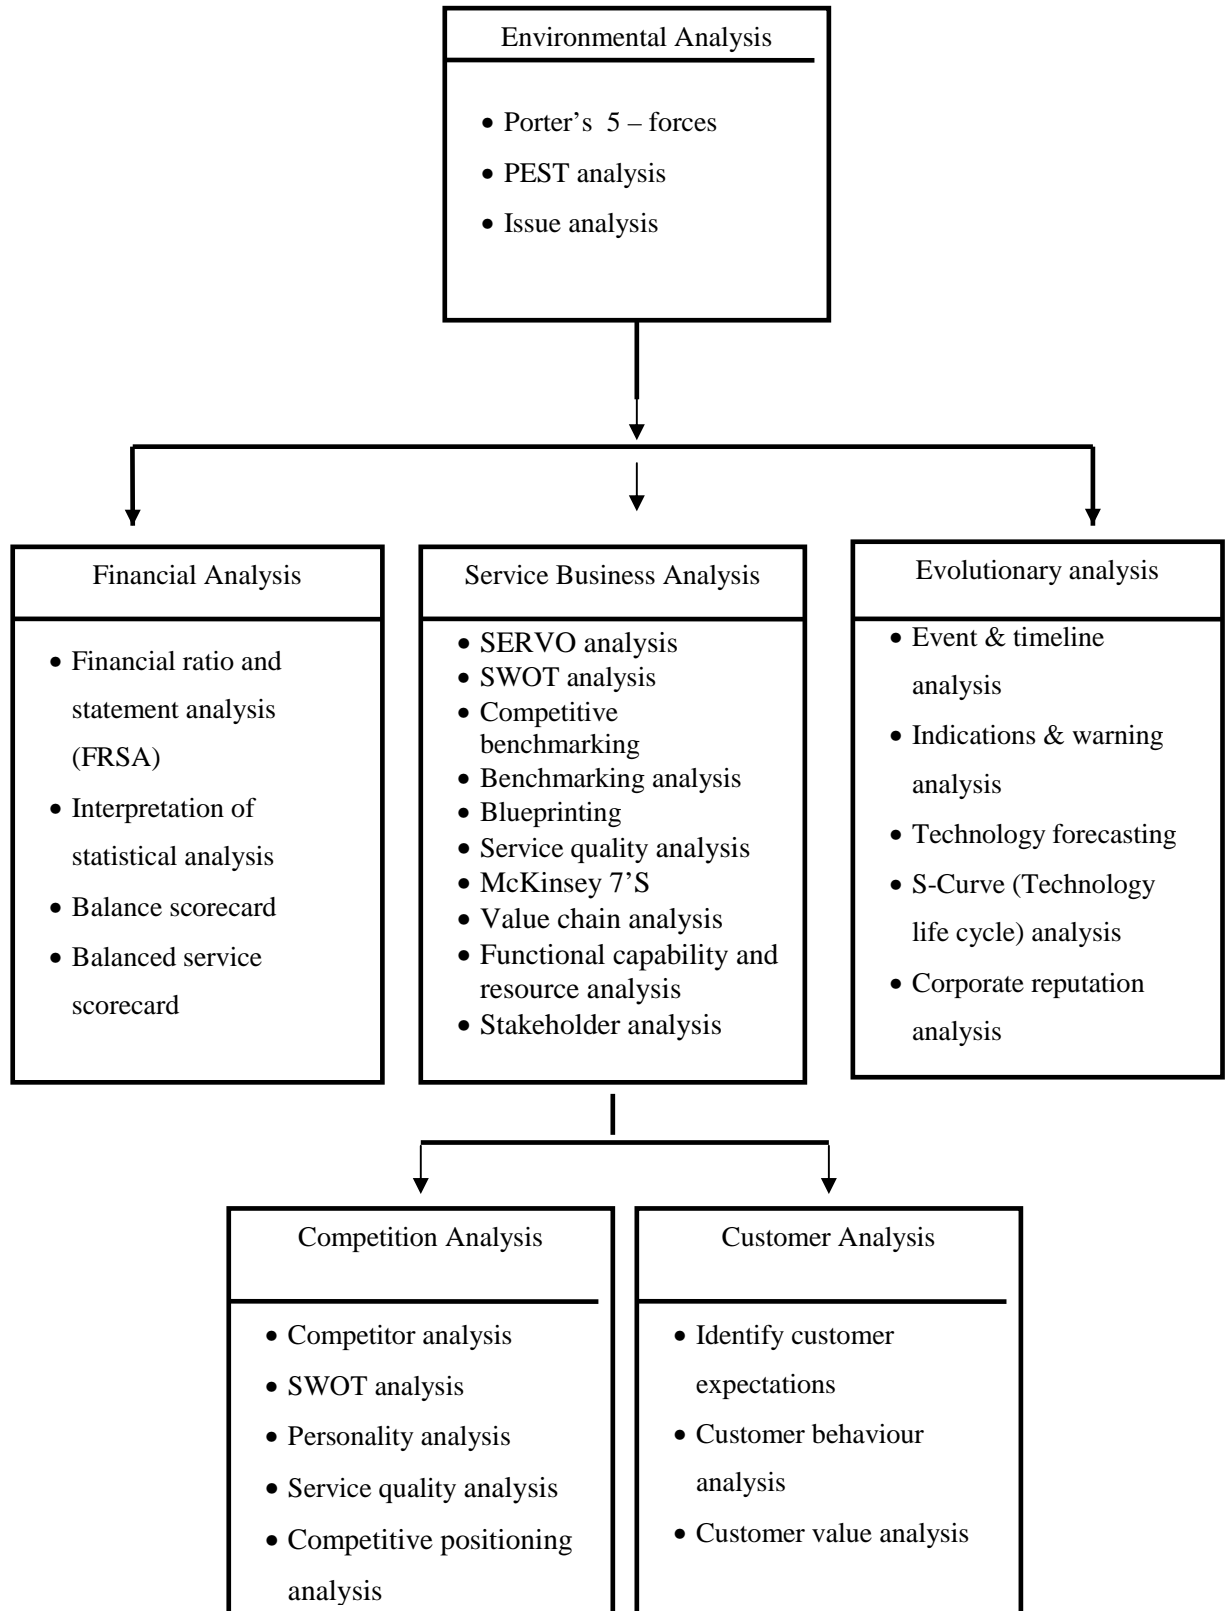 Environmental Analysis
• Porter’s 5 – forces
• PEST analysis
• Issue analysis
Financial Analysis
• Financial ratio and
statement analysis
(FRSA)
• Interpretation of
statistical analysis
• Balance scorecard
• Balanced service
scorecard
Service Business Analysis
• SERVO analysis
• SWOT analysis
• Competitive
benchmarking
• Benchmarking analysis
• Blueprinting
• Service quality analysis
• McKinsey 7’S
• Value chain analysis
• Functional capability and
resource analysis
• Stakeholder analysis
Evolutionary analysis
• Event & timeline
analysis
• Indications & warning
analysis
• Technology forecasting
• S-Curve (Technology
life cycle) analysis
• Corporate reputation
analysis
Competition Analysis
• Competitor analysis
• SWOT analysis
• Personality analysis
• Service quality analysis
• Competitive positioning
analysis
Customer Analysis
• Identify customer
expectations
• Customer behaviour
analysis
• Customer value analysis